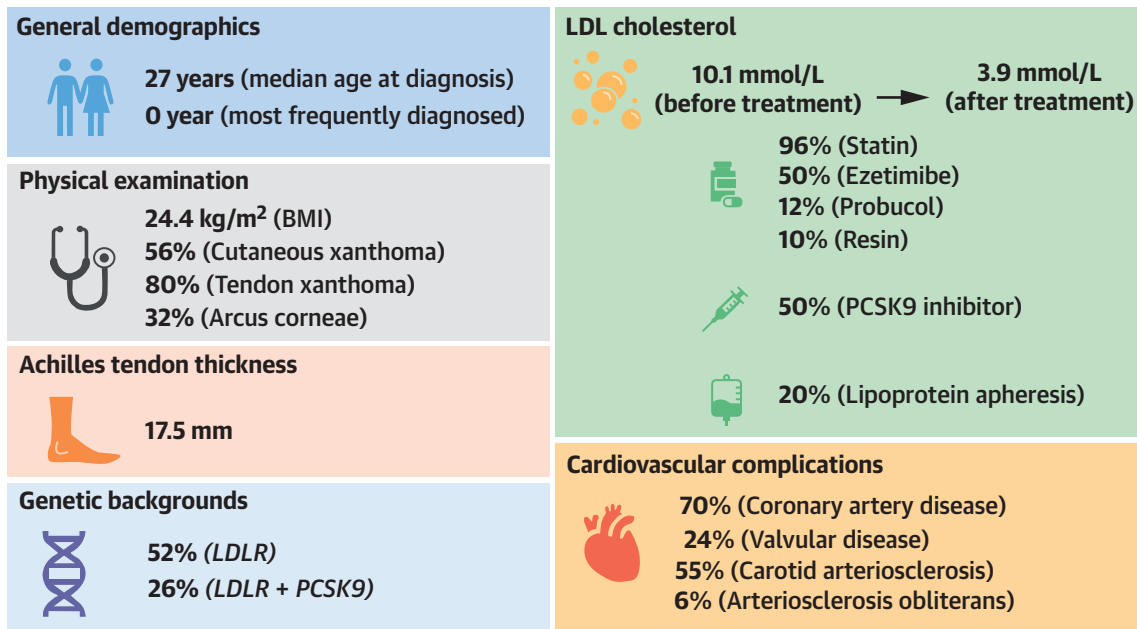 General demographics
27 years (median age at diagnosis)
0 year (most frequently diagnosed)
Physical examination
24.4 kg/m² (BMI)
56% (Cutaneous xanthoma)
80% (Tendon xanthoma)
32% (Arcus corneae)
Achilles tendon thickness
17.5 mm
Genetic backgrounds
52% (LDLR)
26% (LDLR + PCSK9)
LDL cholesterol
10.1 mmol/L
(before treatment)
3.9 mmol/L
(after treatment)
96% (Statin)
50% (Ezetimibe)
12% (Probucol)
10% (Resin)
50% (PCSK9 inhibitor)
20% (Lipoprotein apheresis)
Cardiovascular complications
70% (Coronary artery disease)
24% (Valvular disease)
55% (Carotid arteriosclerosis)
6% (Arteriosclerosis obliterans)